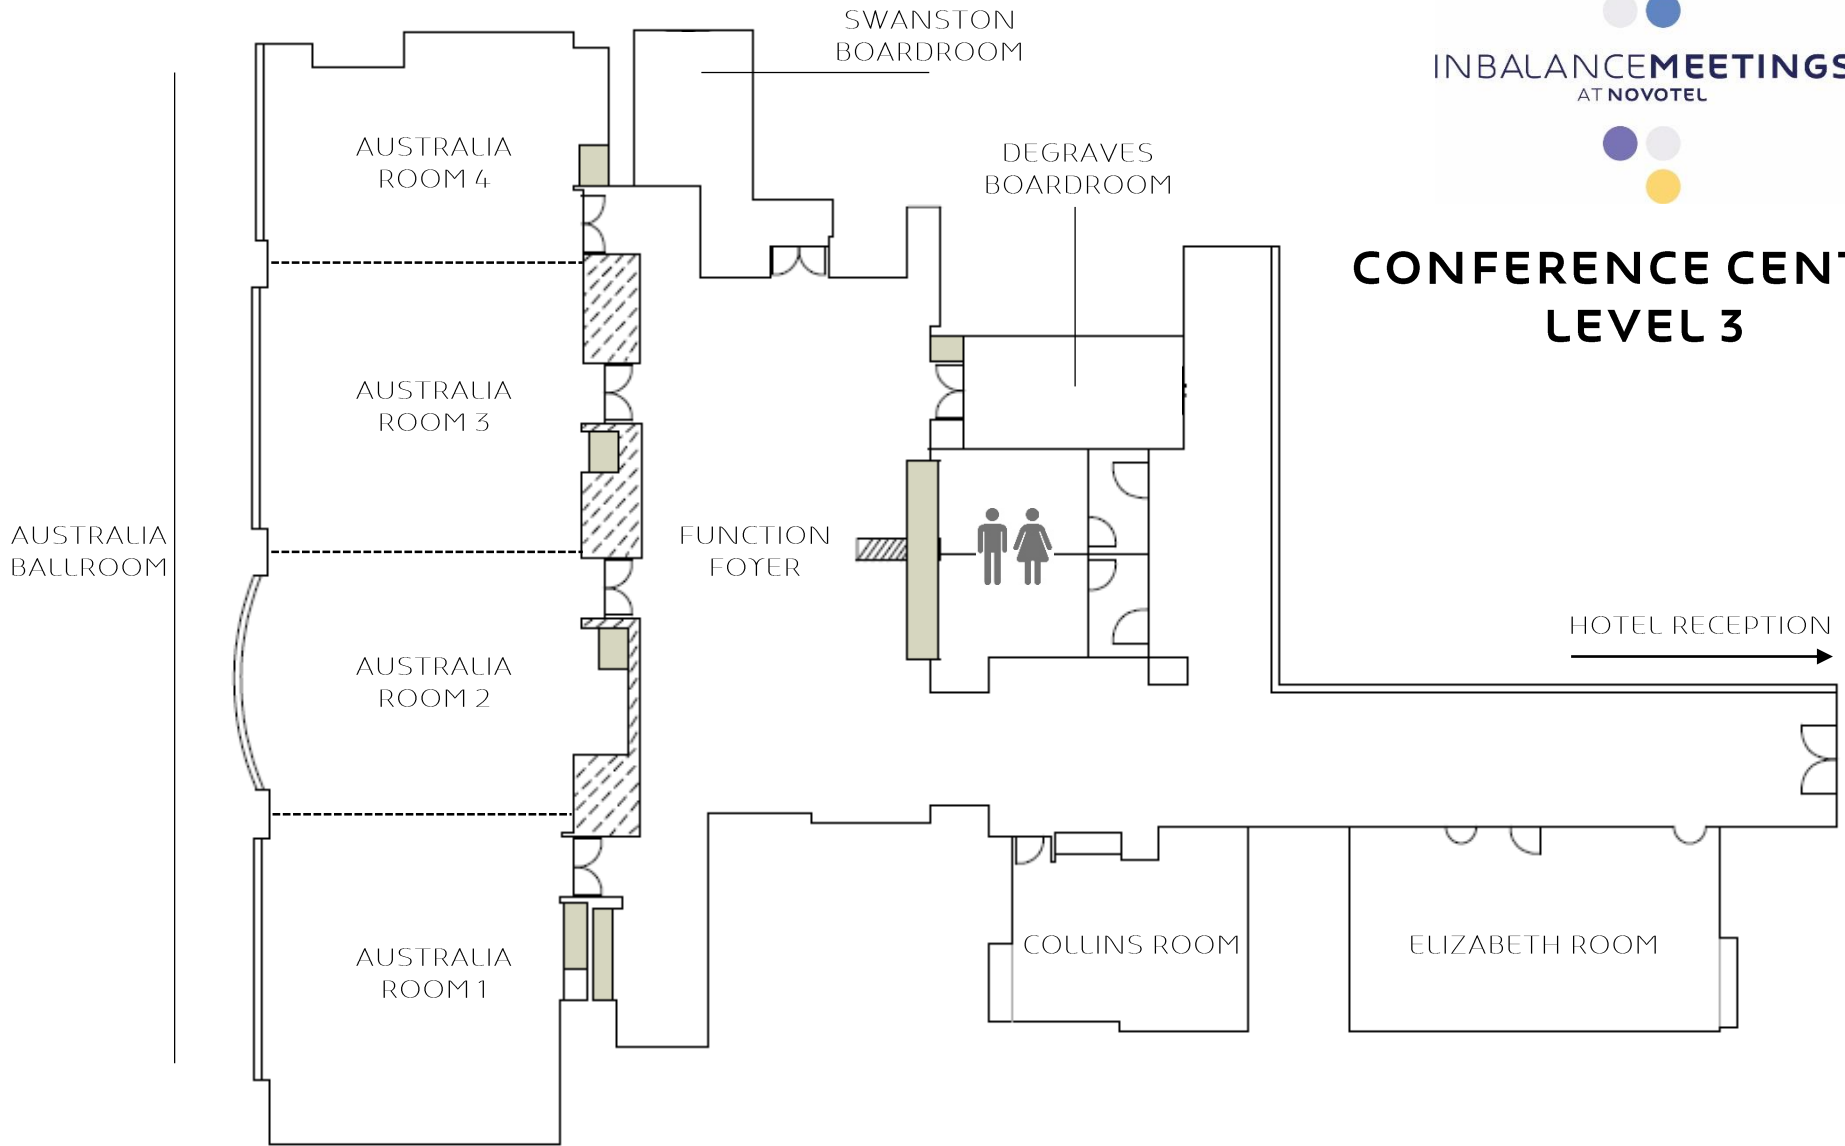 SWANSTON
BOARDROOM
INBALANCEMEETINGS
AT NOVOTEL
AUSTRALIA
ROOM 4
DEGRAVES
BOARDROOM
CONFERENCE CENT
LEVEL 3
AUSTRALIA
ROOM 3
AUSTRALIA
BALLROOM
FUNCTION
FOYER
HOTEL RECEPTION
AUSTRALIA
ROOM 2
AUSTRALIA
ROOM 1
COLLINS ROOM
ELIZABETH ROOM